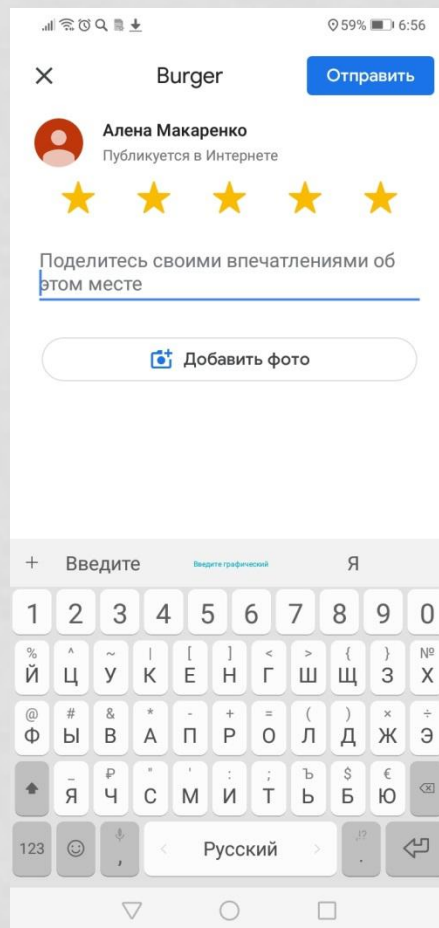 59% 6:56
Burger Отправить
Алена Макаренко
Публикуется в Интернете
Поделитесь своими впечатлениями об
этом месте
Добавить фото
+ Введите Введите графический Я
1 2 3 4 5 6 7 8 9 0
% ^ ~ | [ ] < > { } №
Й Ц У К Е Н Г Ш Щ З Х
@ # & * - + = ( ) × ÷
Ф Ы В А П Р О Л Д Ж Э
_ ₽ " ' : ; Ъ $ €
Я Ч С М И Т Ь Б Ю
,!?
123 , < Русский > .